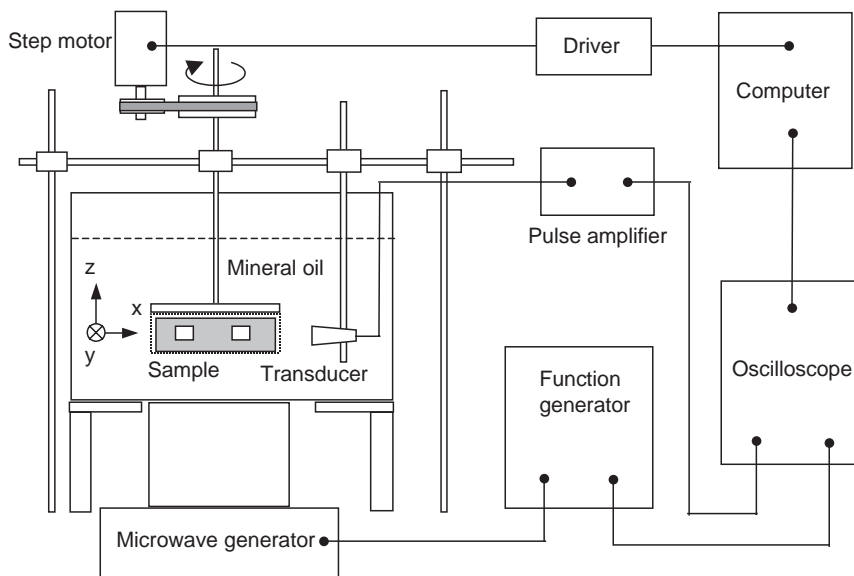 Step motor
Driver
Computer
Pulse amplifier
Mineral oil
z
x
y
Sample
Transducer
Function
generator
Oscilloscope
Microwave generator